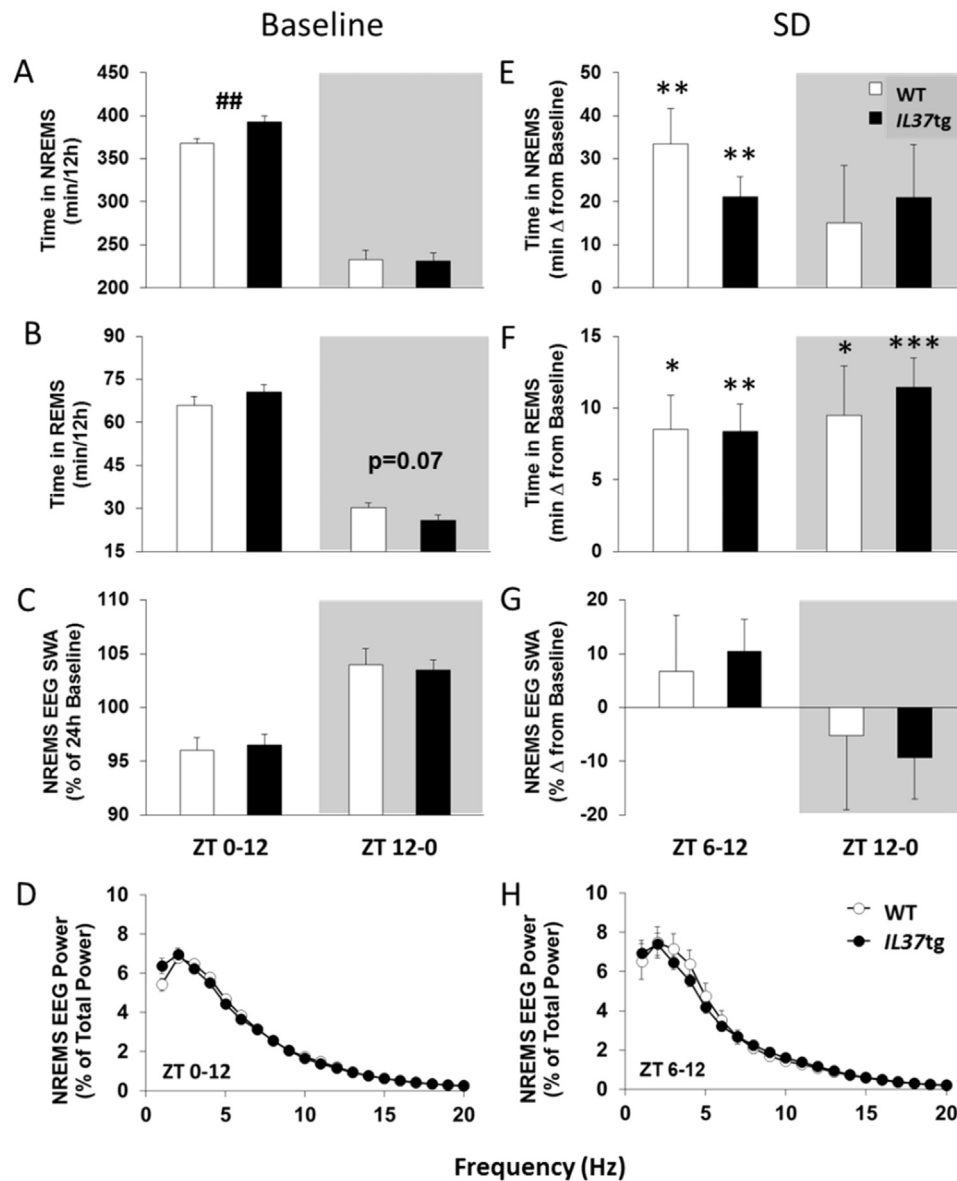 Baseline
SD
A
Time in NREMS
(min/12h)
450
400
350
300
250
200
##
E
Time in NREMS
(min Δ from Baseline)
50
40
30
20
10
0
**
**
WT
IL37tg
B
Time in REMS
(min/12h)
90
75
60
45
30
15
p=0.07
F
Time in REMS
(min Δ from Baseline)
15
10
5
0
*
**
*
***
C
NREMS EEG SWA
(% of 24h Baseline)
110
105
100
95
90
ZT 0-12
ZT 12-0
G
NREMS EEG SWA
(% Δ from Baseline)
20
10
0
-10
-20
ZT 6-12
ZT 12-0
D
NREMS EEG Power
(% of Total Power)
10
8
6
4
2
0
ZT 0-12
0 5 10 15 20
H
NREMS EEG Power
(% of Total Power)
10
8
6
4
2
0
ZT 6-12
WT
IL37tg
0 5 10 15 20
Frequency (Hz)